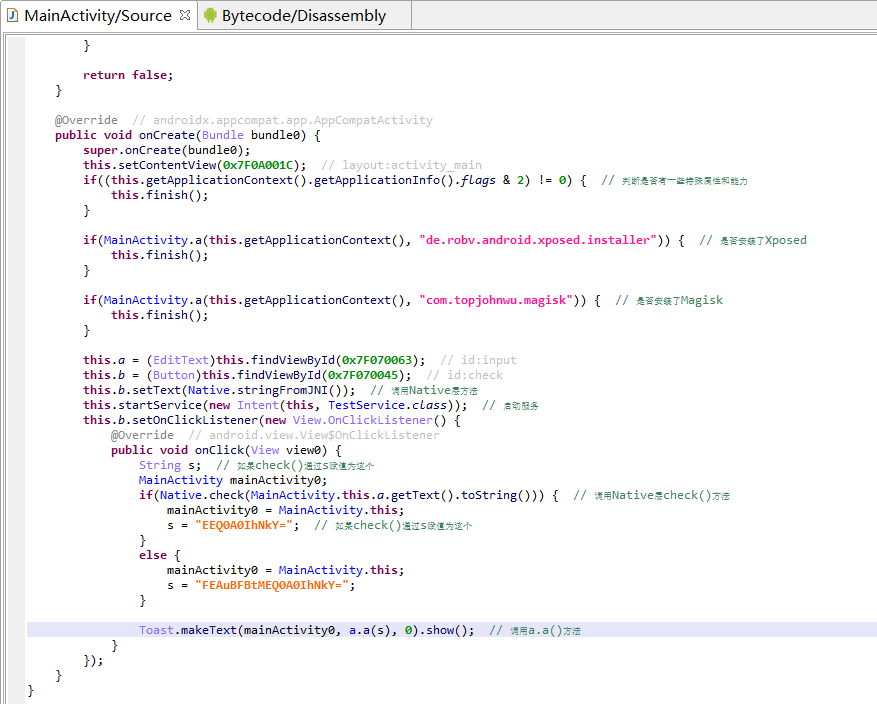 MainActivity/Source
Bytecode/Disassembly
}
return false;
}
@Override // androidx.appcompat.app.AppCompatActivity
public void onCreate(Bundle bundle0) {
super.onCreate(bundle0);
this.setContentView(0x7F0A001C); // layout:activity_main
if((this.getApplicationContext().getApplicationInfo().flags & 2) != 0) { // 判断是否有一些特殊属性和能力
this.finish();
}
if(MainActivity.a(this.getApplicationContext(), "de.robv.android.xposed.installer")) { // 是否安装了Xposed
this.finish();
}
if(MainActivity.a(this.getApplicationContext(), "com.topjohnwu.magisk")) { // 是否安装了Magisk
this.finish();
}
this.a = (EditText)this.findViewById(0x7F070063); // id:input
this.b = (Button)this.findViewById(0x7F070045); // id:check
this.b.setText(Native.stringFromJNI()); // 调用Native层方法
this.startService(new Intent(this, TestService.class)); // 启动服务
this.b.setOnClickListener(new View.OnClickListener() {
@Override // android.view.View$OnClickListener
public void onClick(View view0) {
String s; // 如果check()通过s赋值为这个
MainActivity mainActivity0;
if(Native.check(MainActivity.this.a.getText().toString())) { // 调用Native层check()方法
mainActivity0 = MainActivity.this;
s = "EEQ0A0IhNkY="; // 如果check()通过s赋值为这个
}
else {
mainActivity0 = MainActivity.this;
s = "FEAuBFBtMEQ0A0IhNkY=";
}
Toast.makeText(mainActivity0, a.a(s), 0).show(); // 调用a.a()方法
}
});
}
}